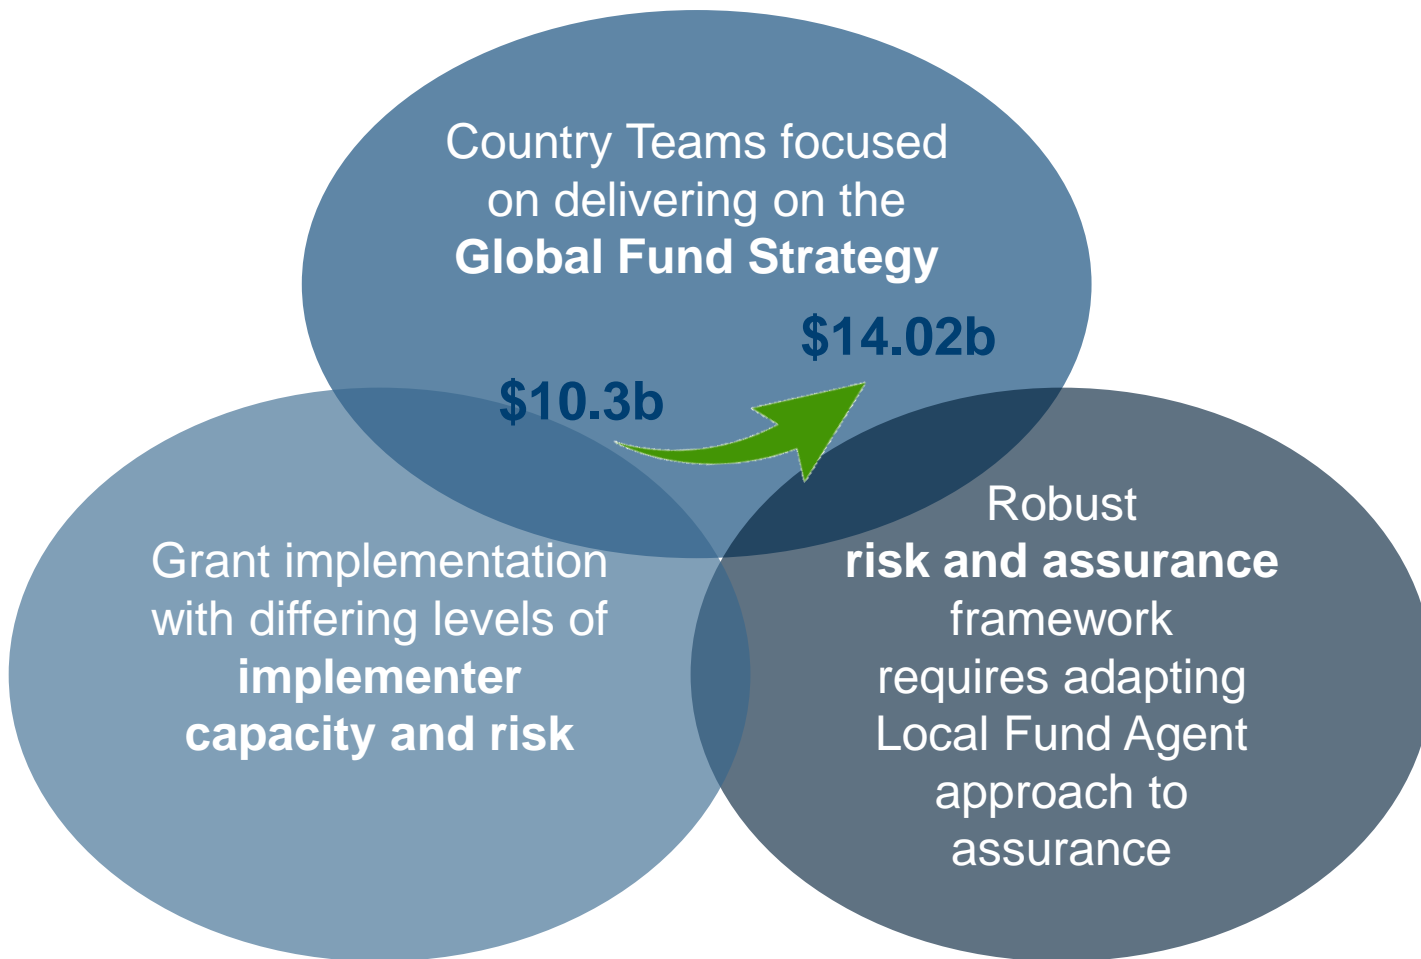 Country Teams focused
on delivering on the
Global Fund Strategy
$14.02b
$10.3b
Grant implementation
with differing levels of
implementer
capacity and risk
Robust
risk and assurance
framework
requires adapting
Local Fund Agent
approach to
assurance